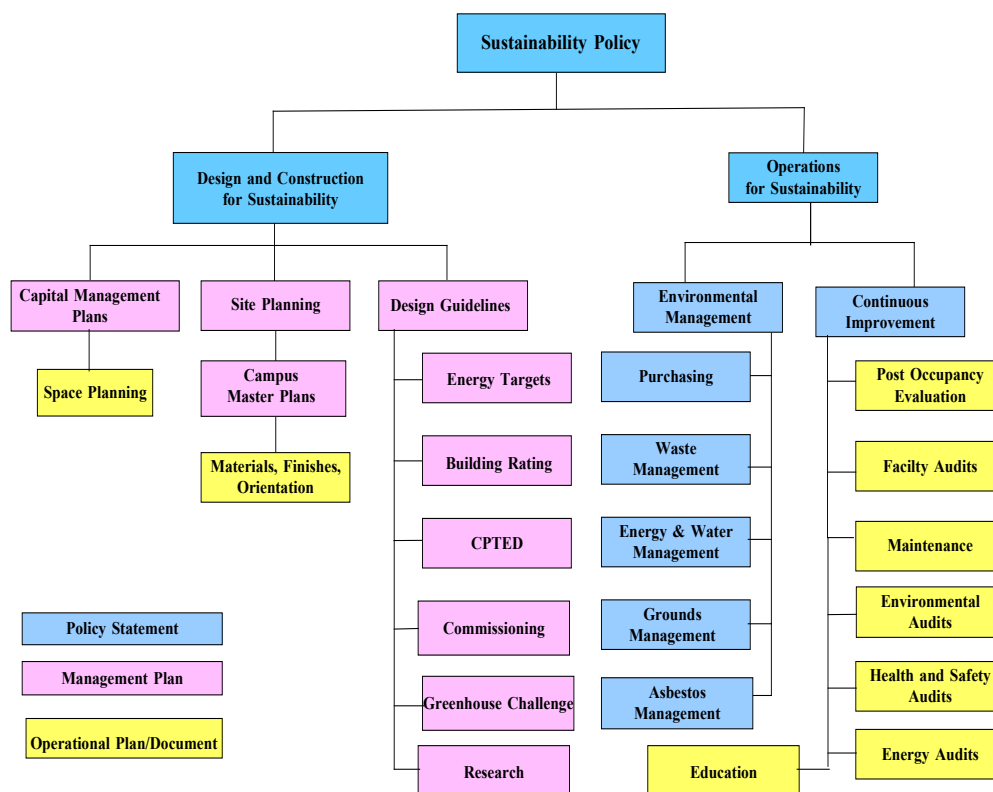 Sustainability Policy
Design and Construction
for Sustainability
Operations
for Sustainability
Capital Management
Plans
Site Planning
Design Guidelines
Environmental
Management
Continuous
Improvement
Space Planning
Campus
Master Plans
Materials, Finishes,
Orientation
Energy Targets
Building Rating
CPTED
Commissioning
Greenhouse Challenge
Research
Purchasing
Waste
Management
Energy & Water
Management
Grounds
Management
Asbestos
Management
Post Occupancy
Evaluation
Facilty Audits
Maintenance
Environmental
Audits
Health and Safety
Audits
Energy Audits
Education
Policy Statement
Management Plan
Operational Plan/Document